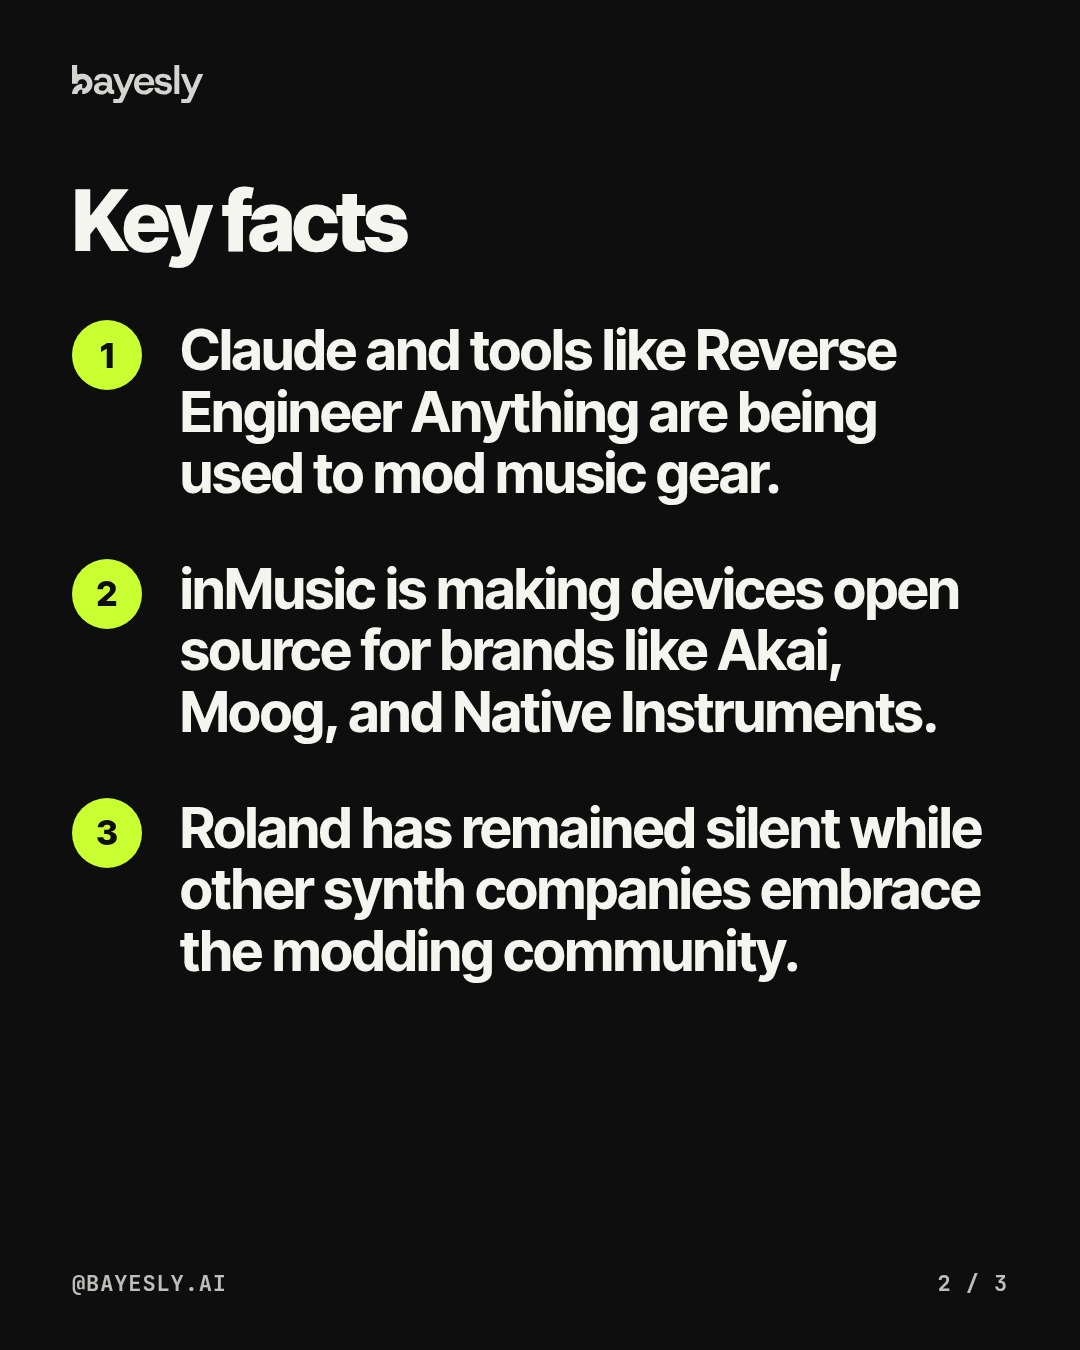 bayesly
Key facts
1
Claude and tools like Reverse
Engineer Anything are being
used to mod music gear.
2
inMusic is making devices open
source for brands like Akai,
Moog, and Native Instruments.
3
Roland has remained silent while
other synth companies embrace
the modding community.
@BAYESLY.AI
2 / 3